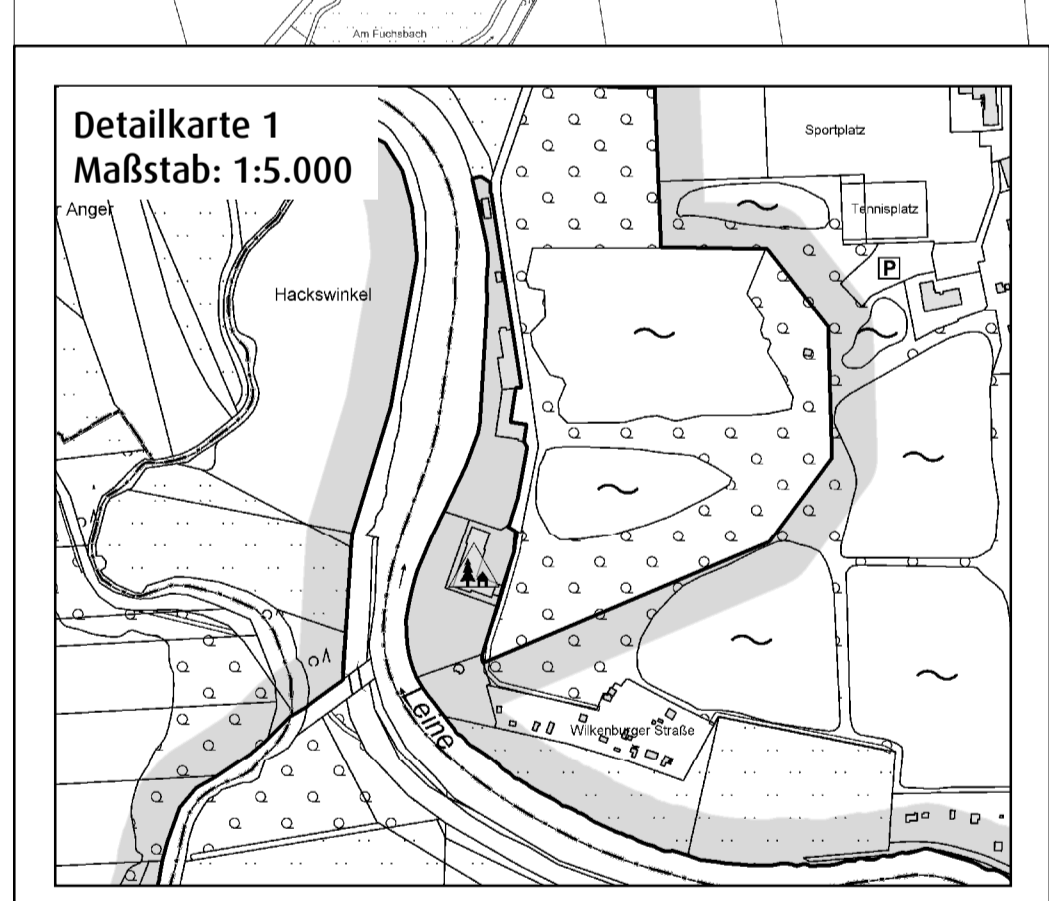 Am Fuchsbach
Detailkarte 1
Maßstab: 1:5.000
r Anger
Sportplatz
Tennisplatz
P
Hackswinkel
Leine
Wilkenburger Straße